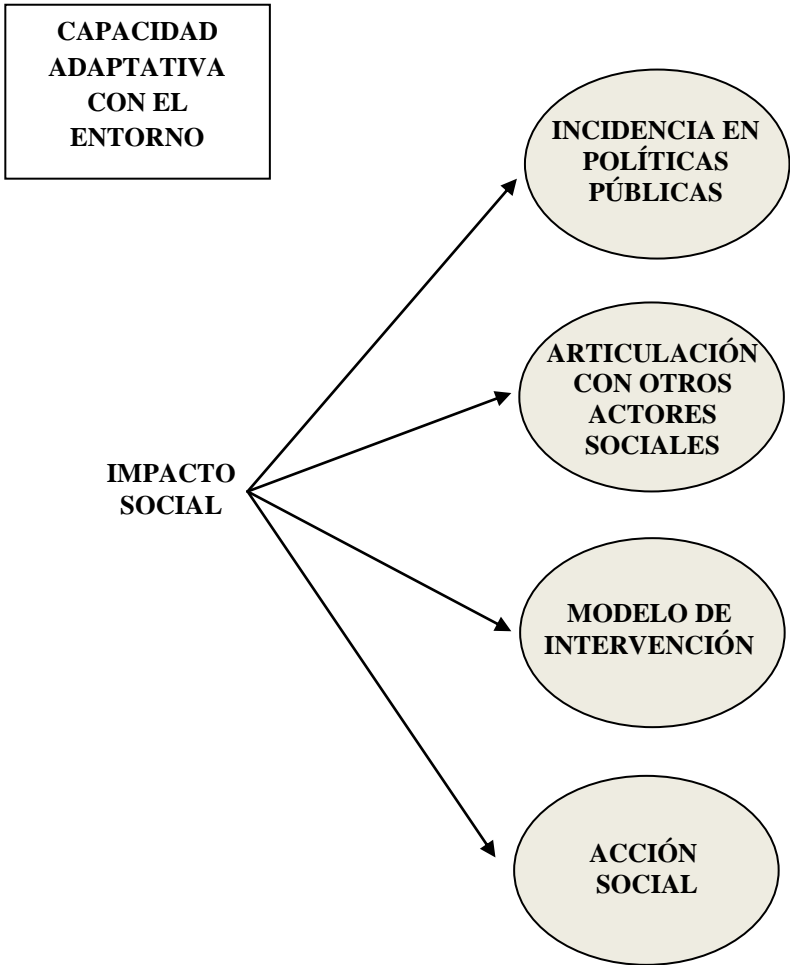 CAPACIDAD
ADAPTATIVA
CON EL
ENTORNO
INCIDENCIA EN
POLÍTICAS
PÚBLICAS
ARTICULACIÓN
CON OTROS
ACTORES
SOCIALES
IMPACTO
SOCIAL
MODELO DE
INTERVENCIÓN
ACCIÓN
SOCIAL